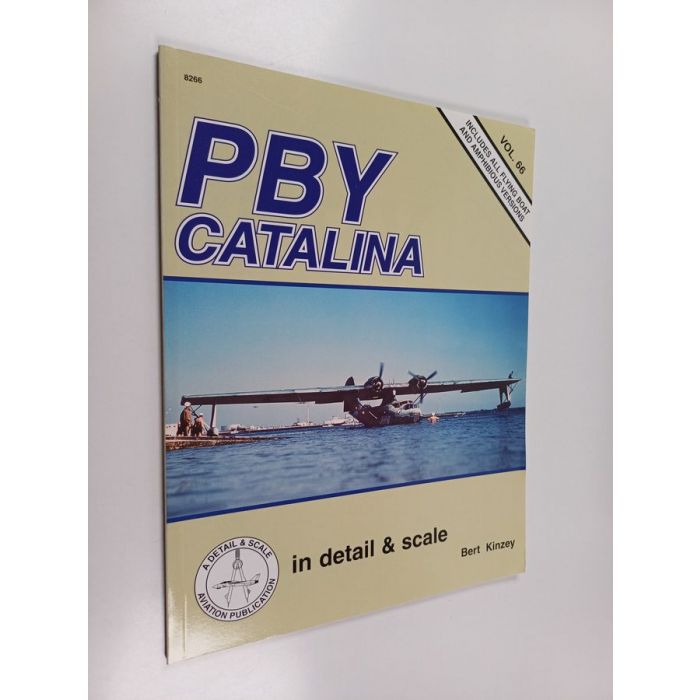 8266
VOL. 66
INCLUDES ALL FLYING BOAT
AND AMPHIBIOUS VERSIONS
PBY
CATALINA
in detail & scale
Bert Kinzey
A DETAIL & SCALE
AVIATION PUBLICATION